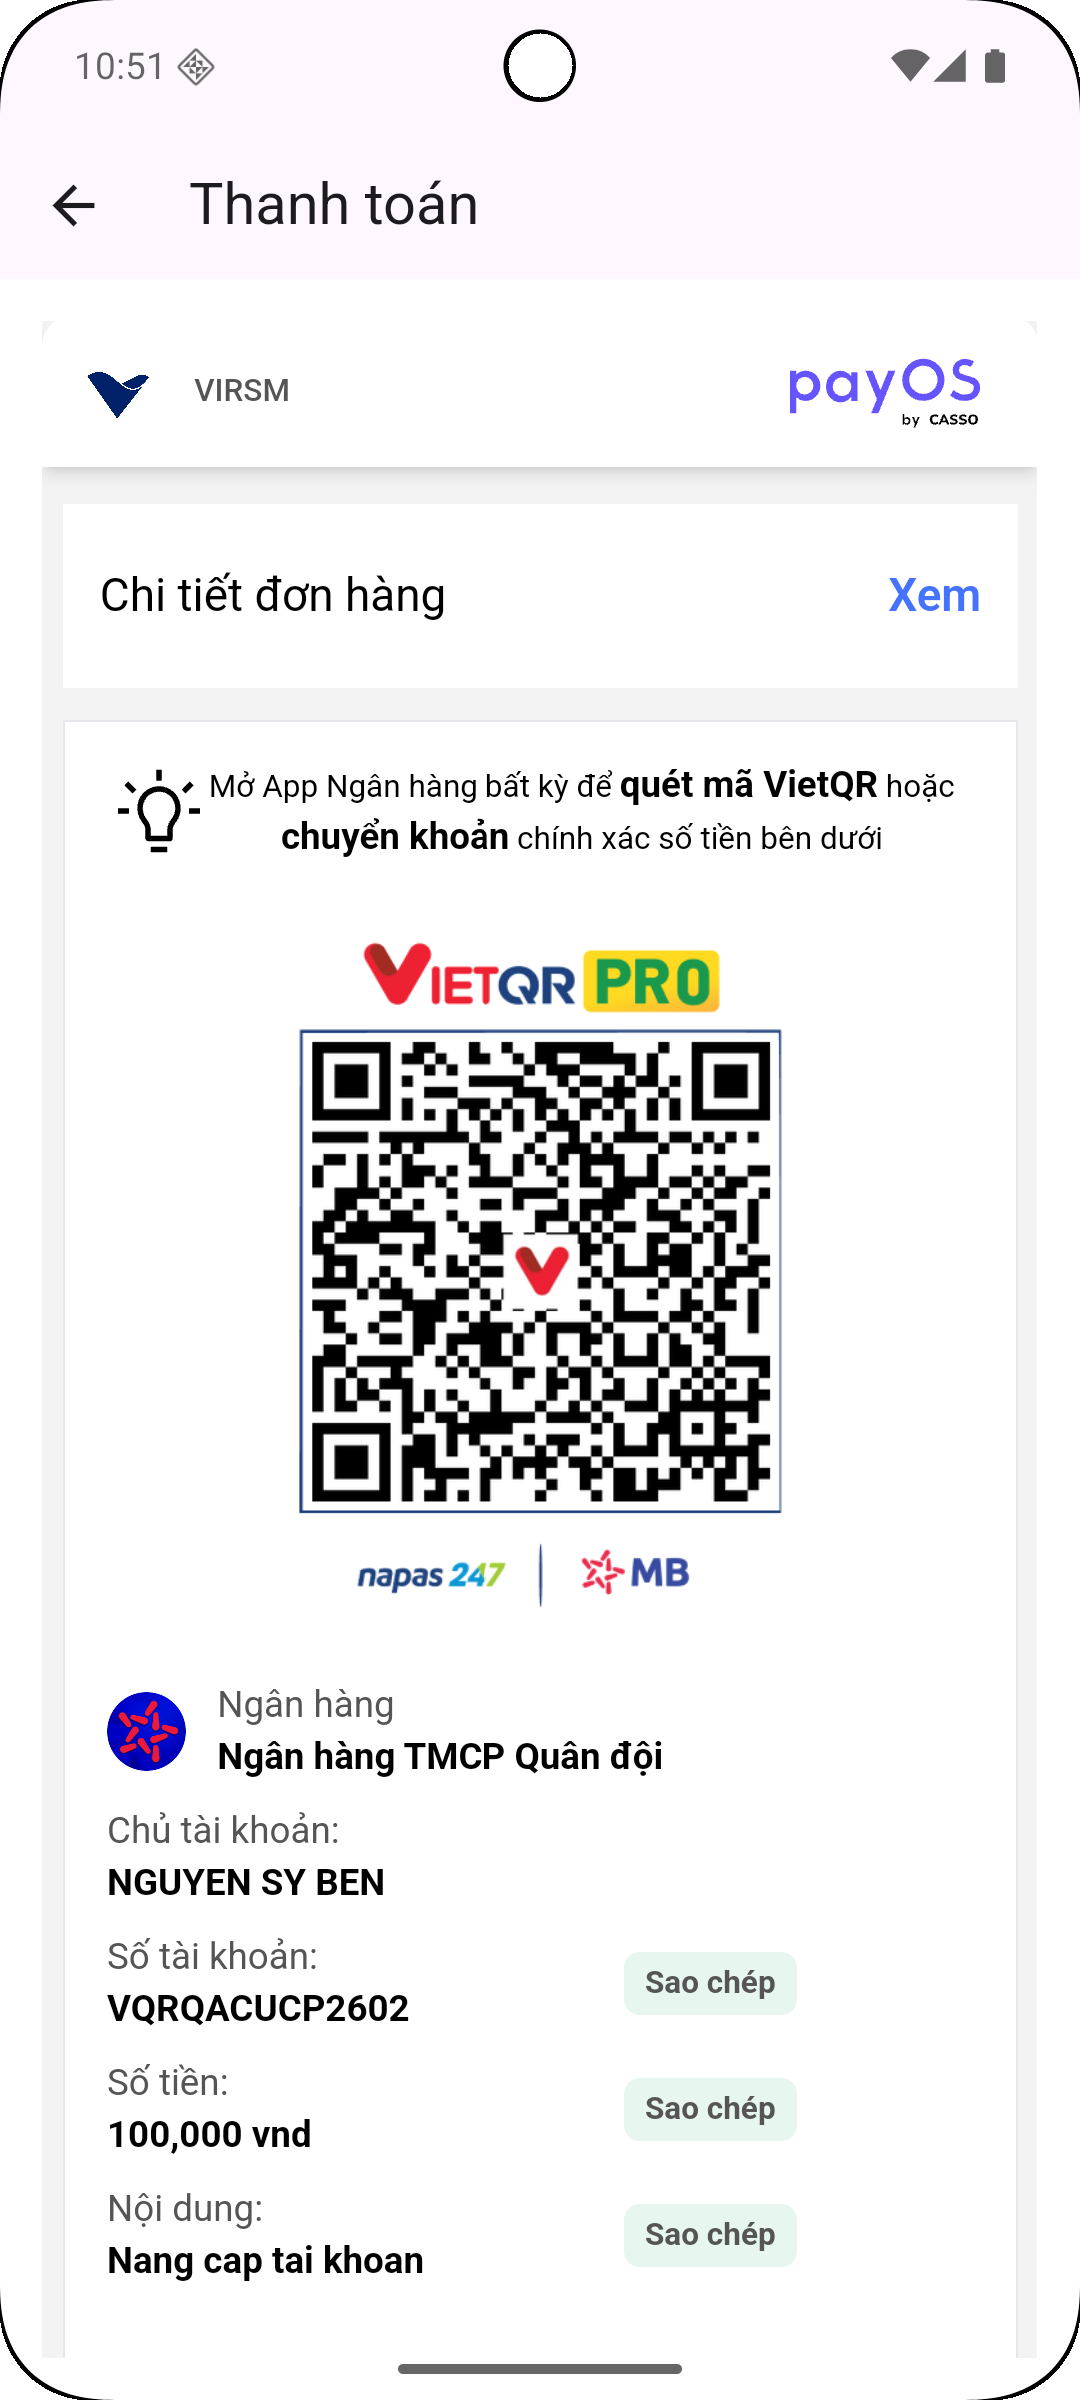 10:51
Thanh toán
VIRSM
payOS
by CASSO
Chi tiết đơn hàng Xem
Mở App Ngân hàng bất kỳ để quét mã VietQR hoặc
chuyển khoản chính xác số tiền bên dưới
VIETQR PRO
napas 247 MB
Ngân hàng
Ngân hàng TMCP Quân đội
Chủ tài khoản:
NGUYEN SY BEN
Số tài khoản:
VQRQACUCP2602 Sao chép
Số tiền:
100,000 vnd Sao chép
Nội dung:
Nang cap tai khoan Sao chép